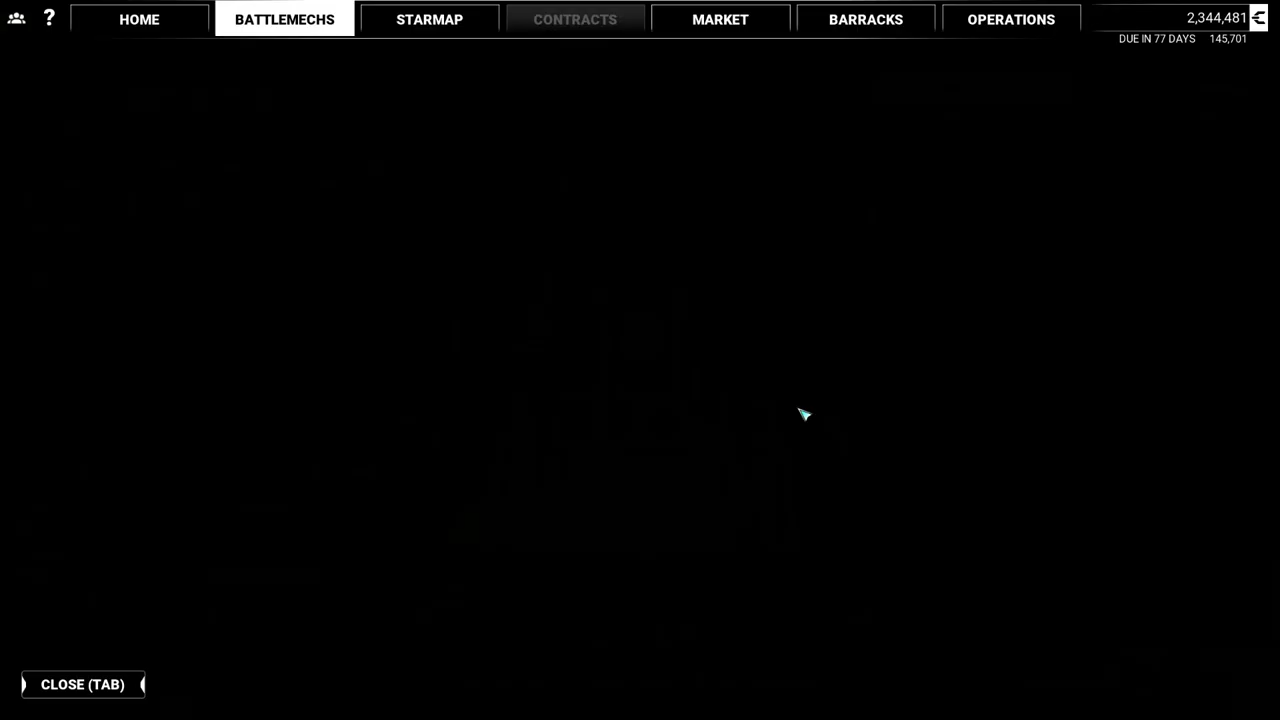 ? HOME BATTLEMECHS STARMAP CONTRACTS MARKET BARRACKS OPERATIONS 2,344,481
DUE IN 77 DAYS 145,701
CLOSE (TAB)